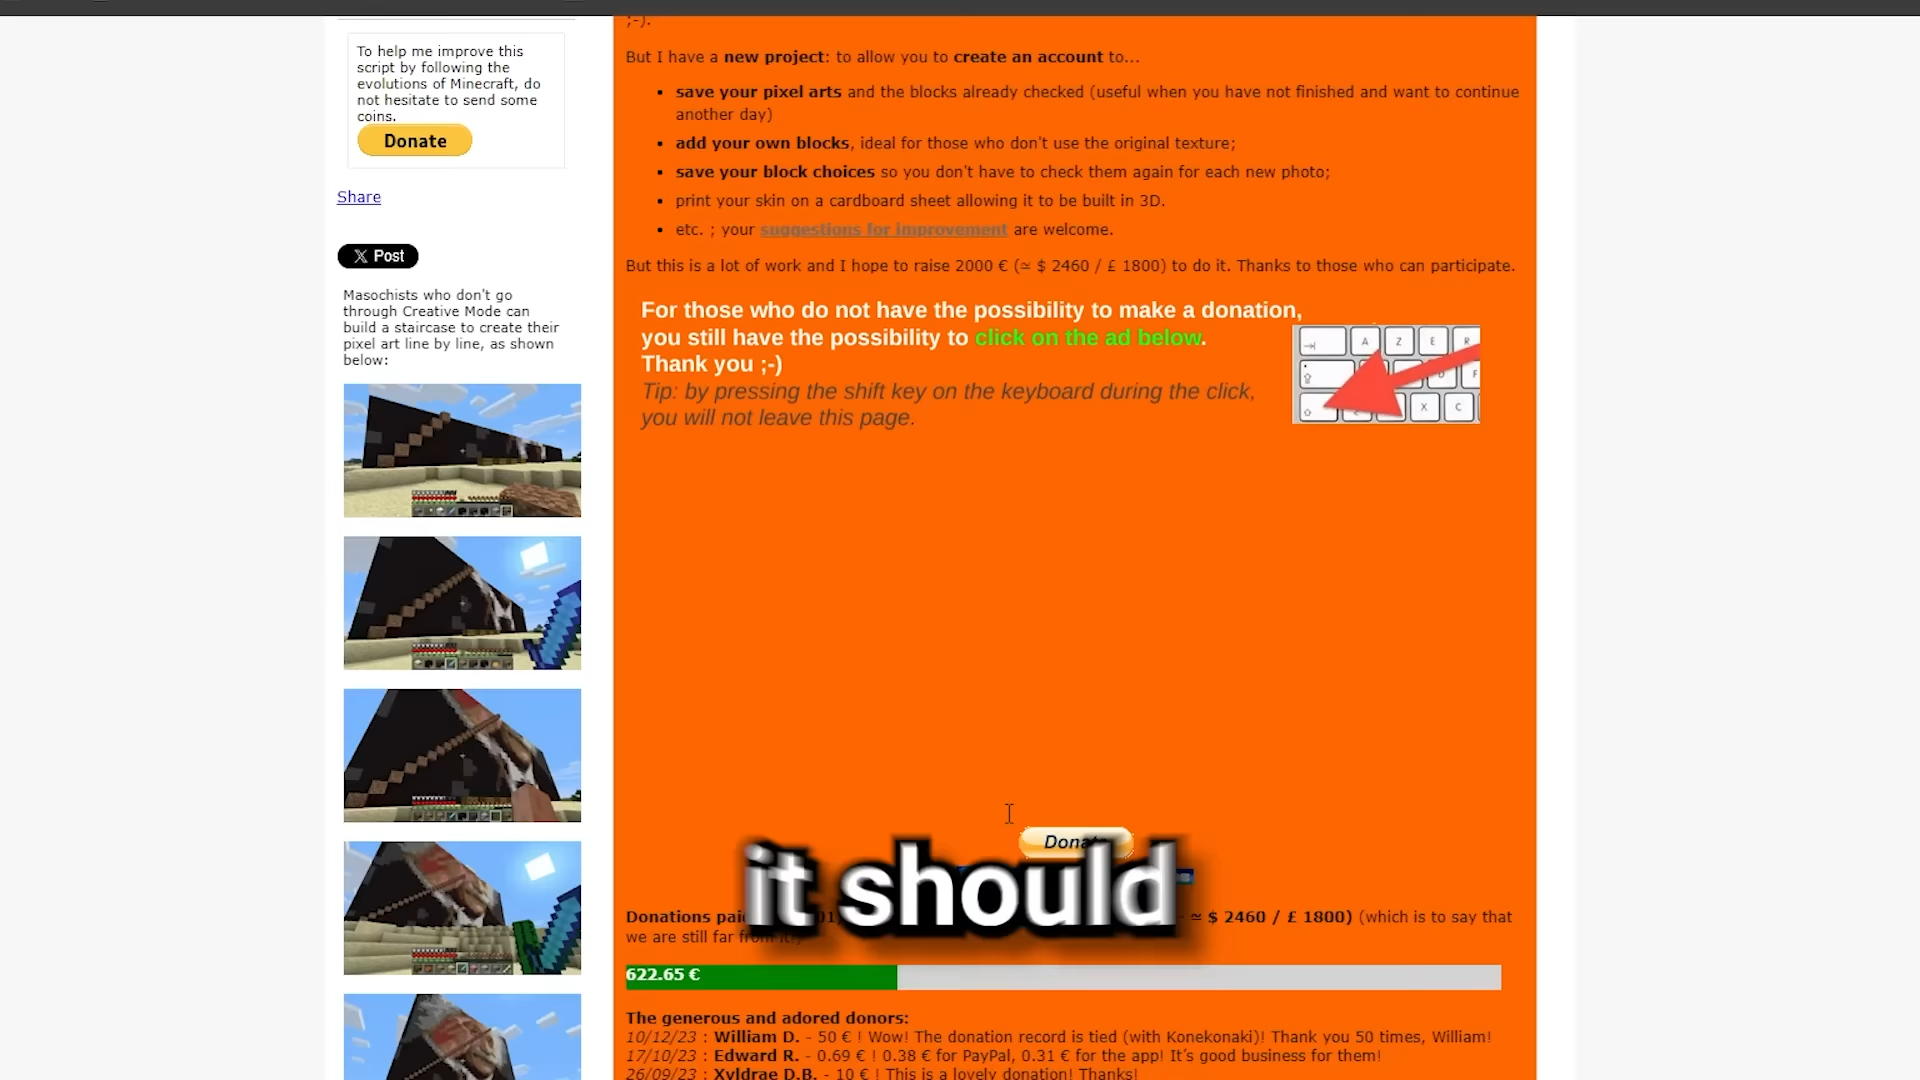 To help me improve this
script by following the
evolutions of Minecraft, do
not hesitate to send some
coins.
Donate
Share
Post
Masochists who don't go
through Creative Mode can
build a staircase to create their
pixel art line by line, as shown
below:
;-).
But I have a new project: to allow you to create an account to...
• save your pixel arts and the blocks already checked (useful when you have not finished and want to continue
another day)
• add your own blocks, ideal for those who don't use the original texture;
• save your block choices so you don't have to check them again for each new photo;
• print your skin on a cardboard sheet allowing it to be built in 3D.
• etc. ; your suggestions for improvement are welcome.
But this is a lot of work and I hope to raise 2000 € (≃ $ 2460 / £ 1800) to do it. Thanks to those who can participate.
For those who do not have the possibility to make a donation,
you still have the possibility to click on the ad below.
Thank you ;-)
Tip: by pressing the shift key on the keyboard during the click,
you will not leave this page.
A Z E R
X C
Donate
it should
Donations ≃ $ 2460 / £ 1800) (which is to say that
we are still far from it!)
622.65 €
The generous and adored donors:
10/12/23 : William D. - 50 € ! Wow! The donation record is tied (with Konekonaki)! Thank you 50 times, William!
17/10/23 : Edward R. - 0.69 € ! 0.38 € for PayPal, 0.31 € for the app! It's good business for them!
26/09/23 : Xyldrae D.B. - 10 € ! This is a lovely donation! Thanks!